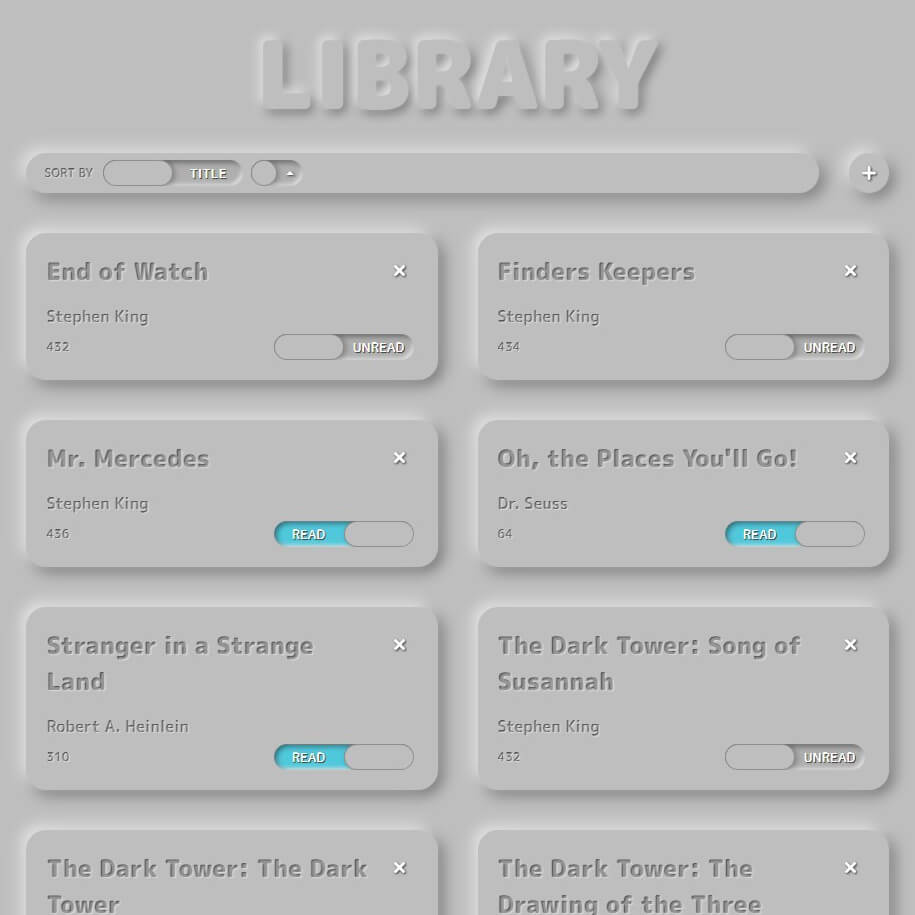 LIBRARY
SORT BY TITLE
End of Watch
Stephen King
432 UNREAD
Finders Keepers
Stephen King
434 UNREAD
Mr. Mercedes
Stephen King
436 READ
Oh, the Places You'll Go!
Dr. Seuss
64 READ
Stranger in a Strange
Land
Robert A. Heinlein
310 READ
The Dark Tower: Song of
Susannah
Stephen King
432 UNREAD
The Dark Tower: The Dark
Tower
The Dark Tower: The
Drawing of the Three